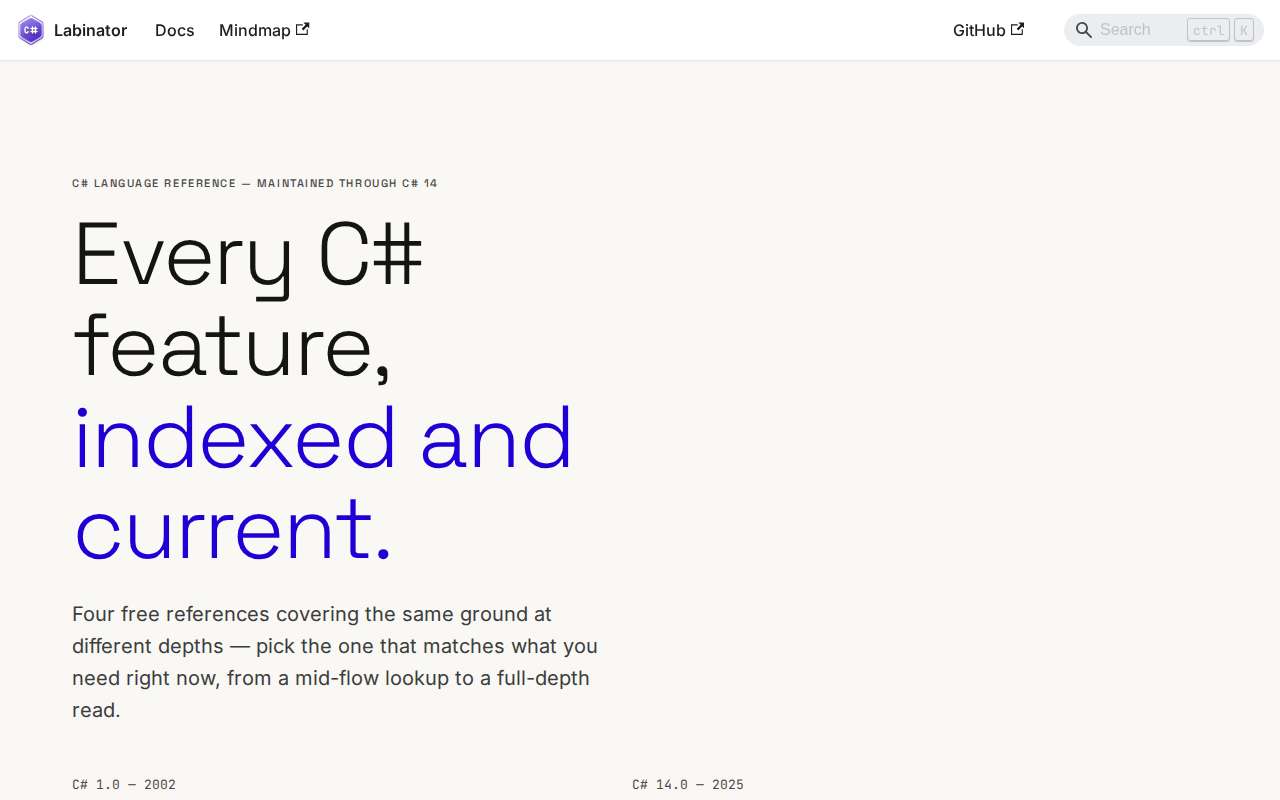 C# Labinator Docs Mindmap GitHub Search ctrl K
C# LANGUAGE REFERENCE — MAINTAINED THROUGH C# 14
Every C#
feature,
indexed and
current.
Four free references covering the same ground at
different depths — pick the one that matches what you
need right now, from a mid-flow lookup to a full-depth
read.
C# 1.0 — 2002 C# 14.0 — 2025